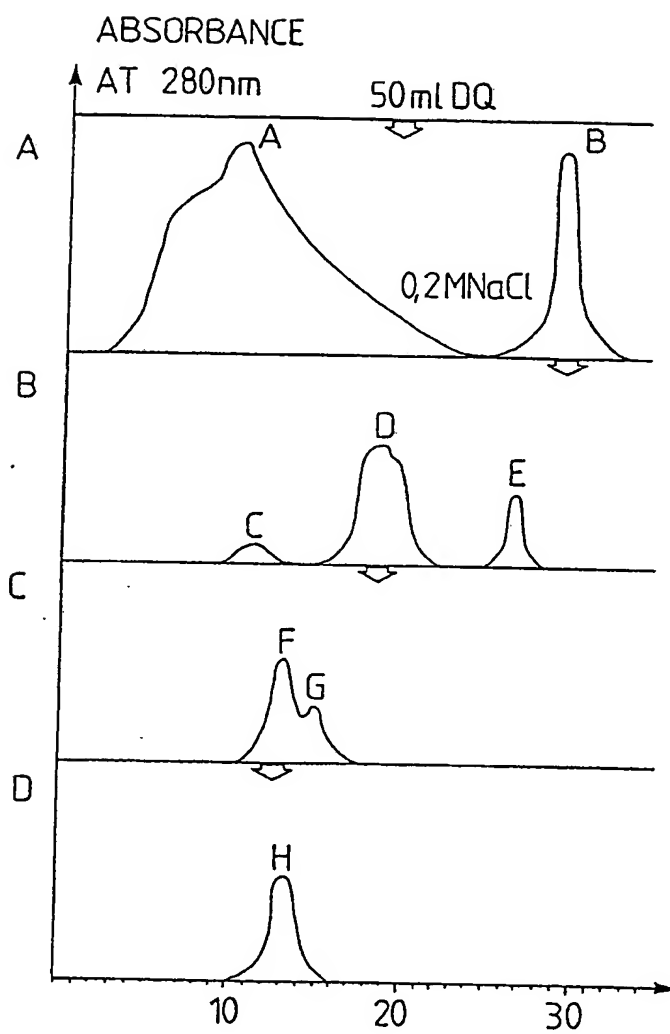 ABSORBANCE
AT 280nm
50ml DQ
A
A
B
0,2MNaCl
B
D
E
C
C
F
G
D
H
10
20
30